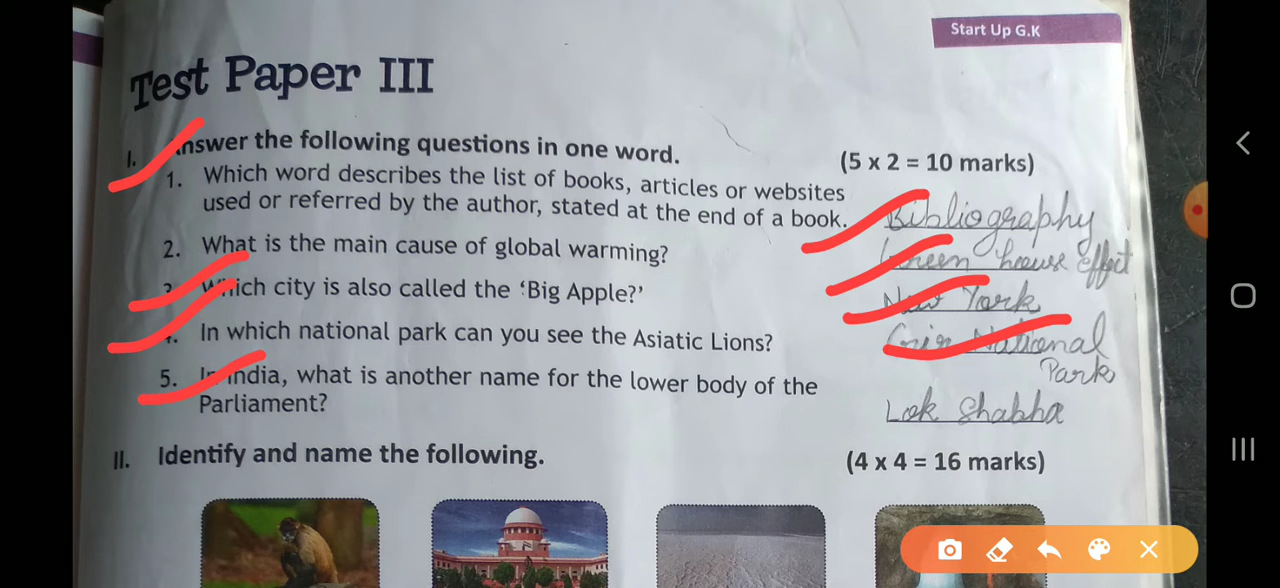 Start Up G.K
Test Paper III
I. Answer the following questions in one word. (5 x 2 = 10 marks)
1. Which word describes the list of books, articles or websites
used or referred by the author, stated at the end of a book. Bibliography
2. What is the main cause of global warming? Green house effect
3. Which city is also called the ‘Big Apple?’ New York
4. In which national park can you see the Asiatic Lions? National
Park
5. In India, what is another name for the lower body of the
Parliament? Lok Shabha
II. Identify and name the following. (4 x 4 = 16 marks)